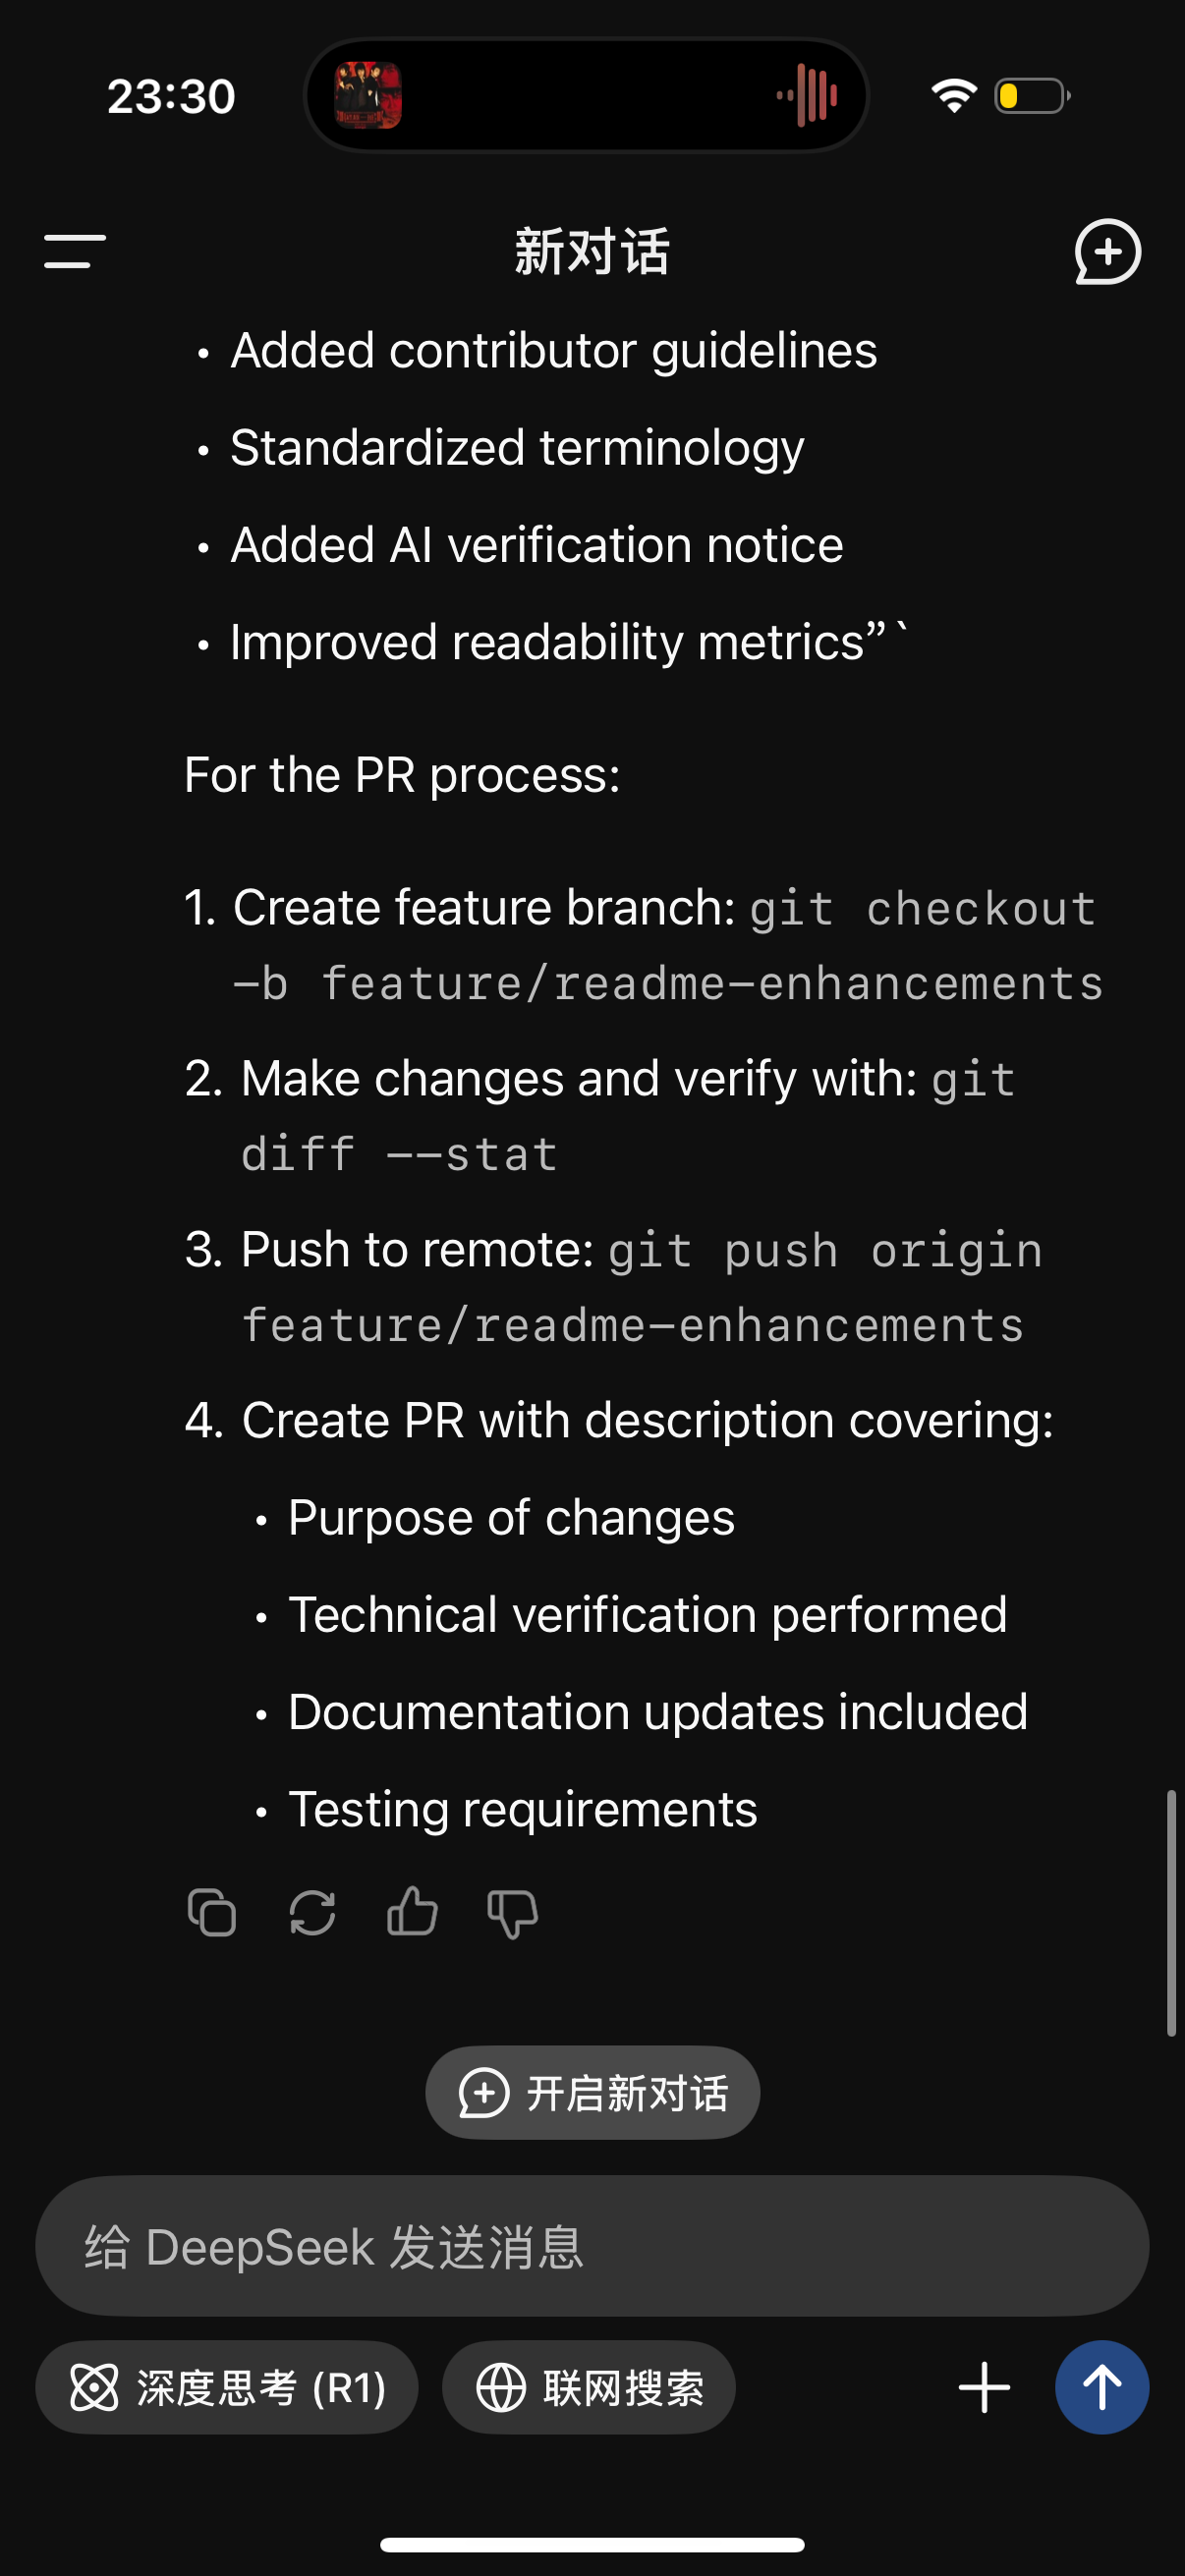 23:30
新对话
• Added contributor guidelines
• Standardized terminology
• Added AI verification notice
• Improved readability metrics”`
For the PR process:
1. Create feature branch: git checkout
-b feature/readme-enhancements
2. Make changes and verify with: git
diff --stat
3. Push to remote: git push origin
feature/readme-enhancements
4. Create PR with description covering:
• Purpose of changes
• Technical verification performed
• Documentation updates included
• Testing requirements
开启新对话
给 DeepSeek 发送消息
深度思考 (R1)
联网搜索